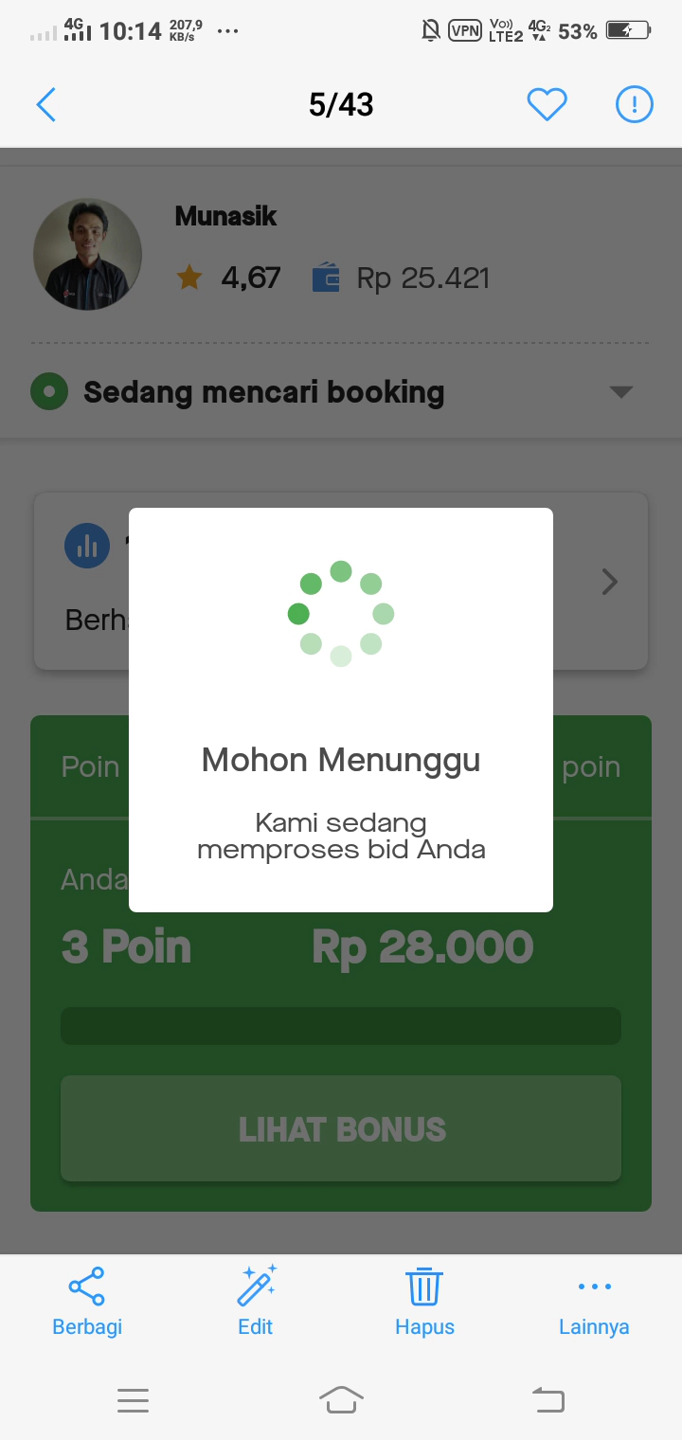 4G 10:14 207,9 KB/s ... VPN Vo)) LTE2 4G2 53%
5/43
Munasik
4,67 Rp 25.421
Sedang mencari booking
Mohon Menunggu
Kami sedang
memproses bid Anda
Poin poin
Anda
3 Poin Rp 28.000
LIHAT BONUS
Berbagi Edit Hapus Lainnya